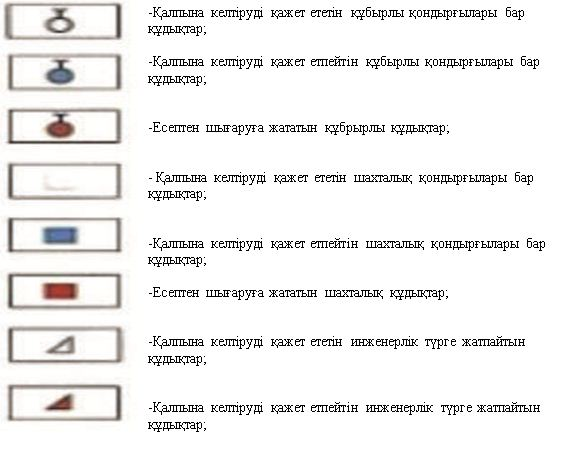 -Қалпына келтіруді қажет ететін құбырлы қондырғылары бар
құдықтар;
-Қалпына келтіруді қажет етпейтін құбырлы қондырғылары бар
құдықтар;
-Есептен шығаруға жататын құбрырлы құдықтар;
- Қалпына келтіруді қажет ететін шахталық қондырғылары бар
құдықтар;
-Қалпына келтіруді қажет етпейтін шахталық қондырғылары бар
құдықтар;
-Есептен шығаруға жататын шахталық құдықтар;
-Қалпына келтіруді қажет ететін инженерлік түрге жатпайтын
құдықтар;
-Қалпына келтіруді қажет етпейтін инженерлік түрге жатпайтын
құдықтар;